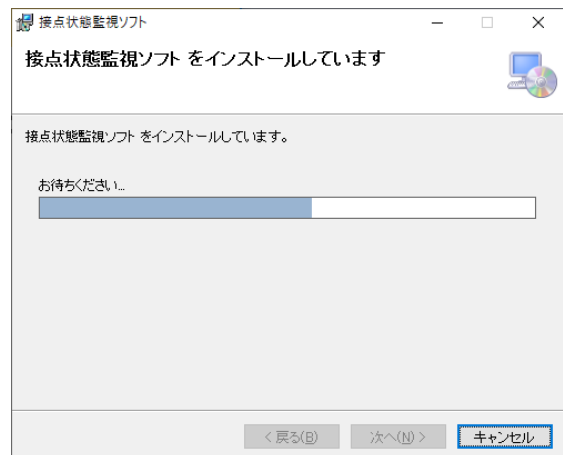 接点状態監視ソフト
接点状態監視ソフト をインストールしています
接点状態監視ソフト をインストールしています。
お待ちください...
< 戻る(B)
次へ(N) >
キャンセル